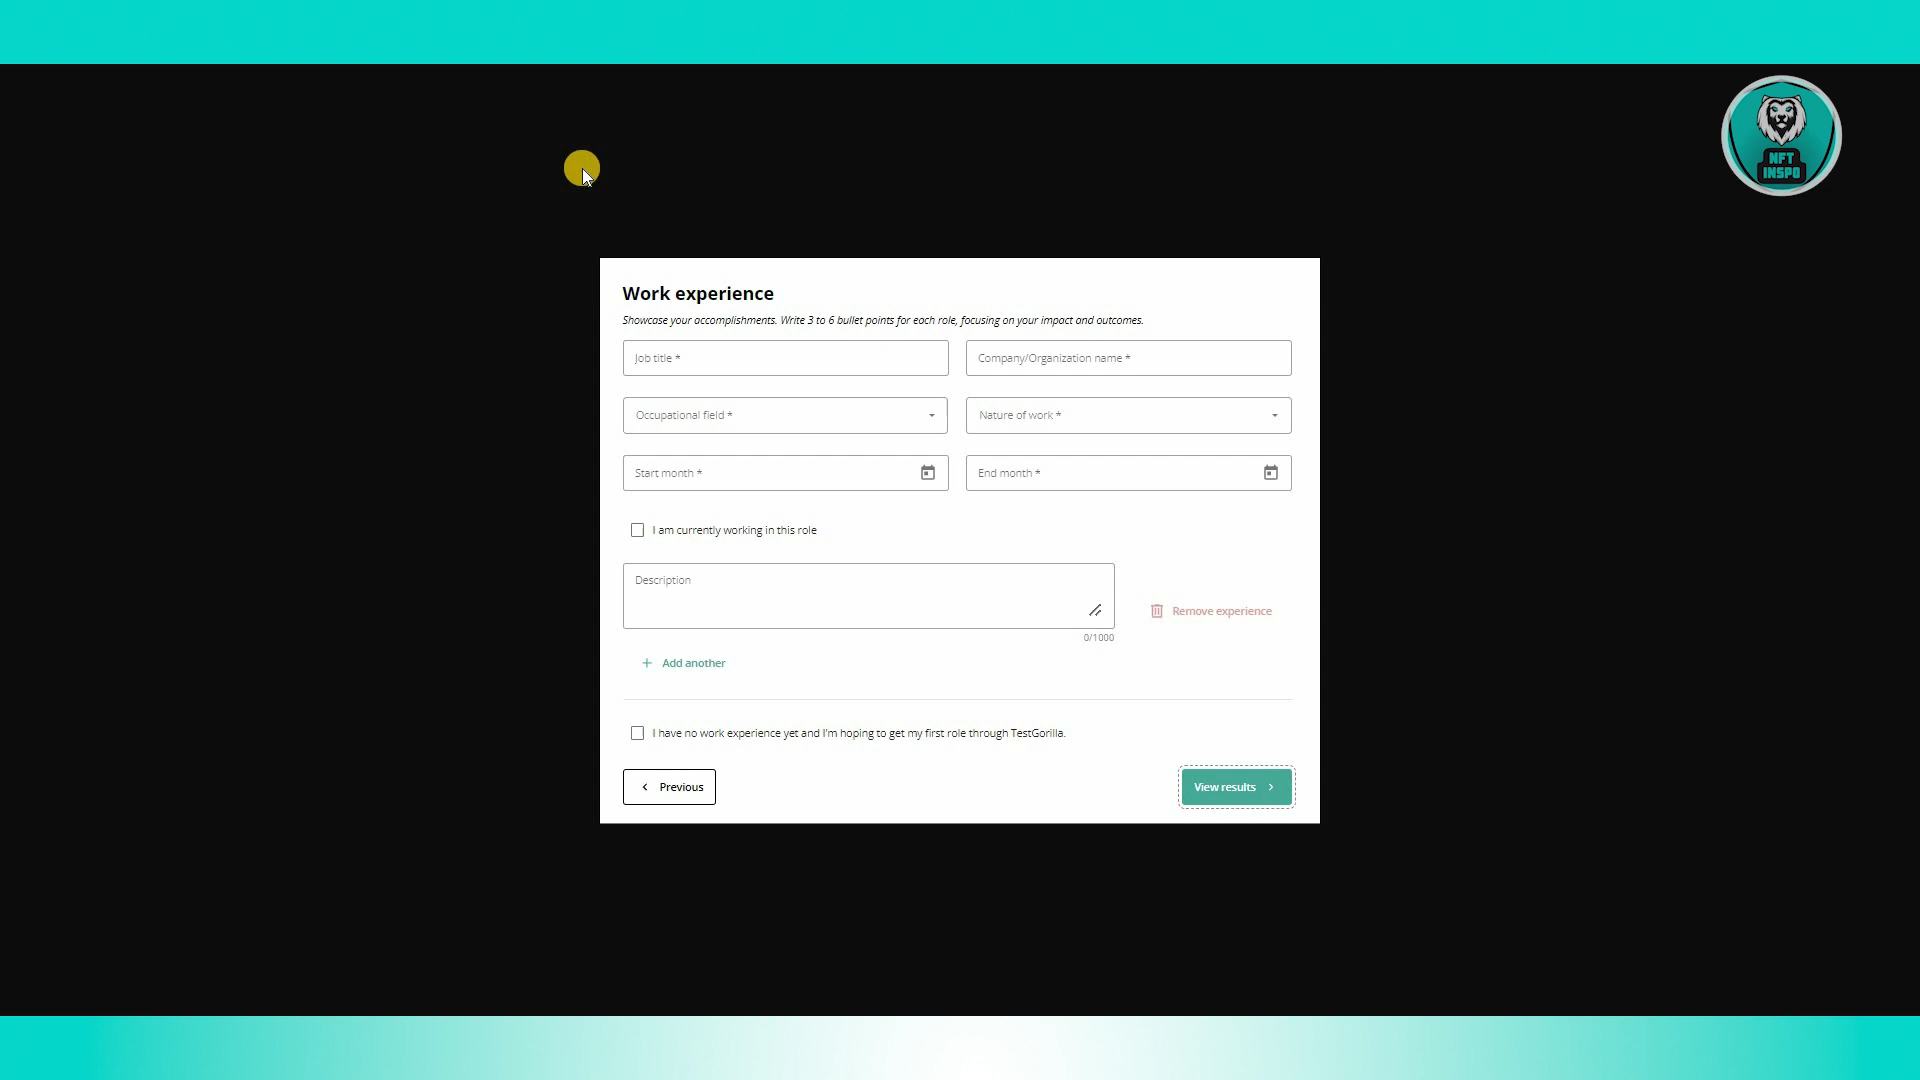 NFT
INSPO
Work experience
Showcase your accomplishments. Write 3 to 6 bullet points for each role, focusing on your impact and outcomes.
Job title *
Company/Organization name *
Occupational field *
Nature of work *
Start month *
End month *
I am currently working in this role
Description
Remove experience
0/1000
Add another
I have no work experience yet and I'm hoping to get my first role through TestGorilla.
Previous
View results